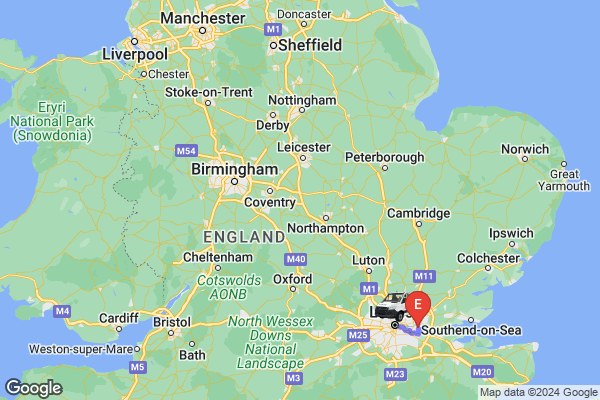 Doncaster
Manchester
M1
Liverpool
Sheffield
Chester
Stoke-on-Trent
Eryri
National Park
(Snowdonia)
Nottingham
Derby
M54
Leicester
Peterborough
Norwich
Great
Yarmouth
Birmingham
Coventry
Cambridge
Northampton
ENGLAND
Ipswich
M40
Cheltenham
Luton
M11
Colchester
Cotswolds
AONB
Oxford
M1
M4
Cardiff
Bristol
North Wessex
Downs
National
Landscape
M25
E
Southend-on-Sea
Weston-super-Mare
Bath
M5
M3
M23
M20
Google
Map data ©2024 Google